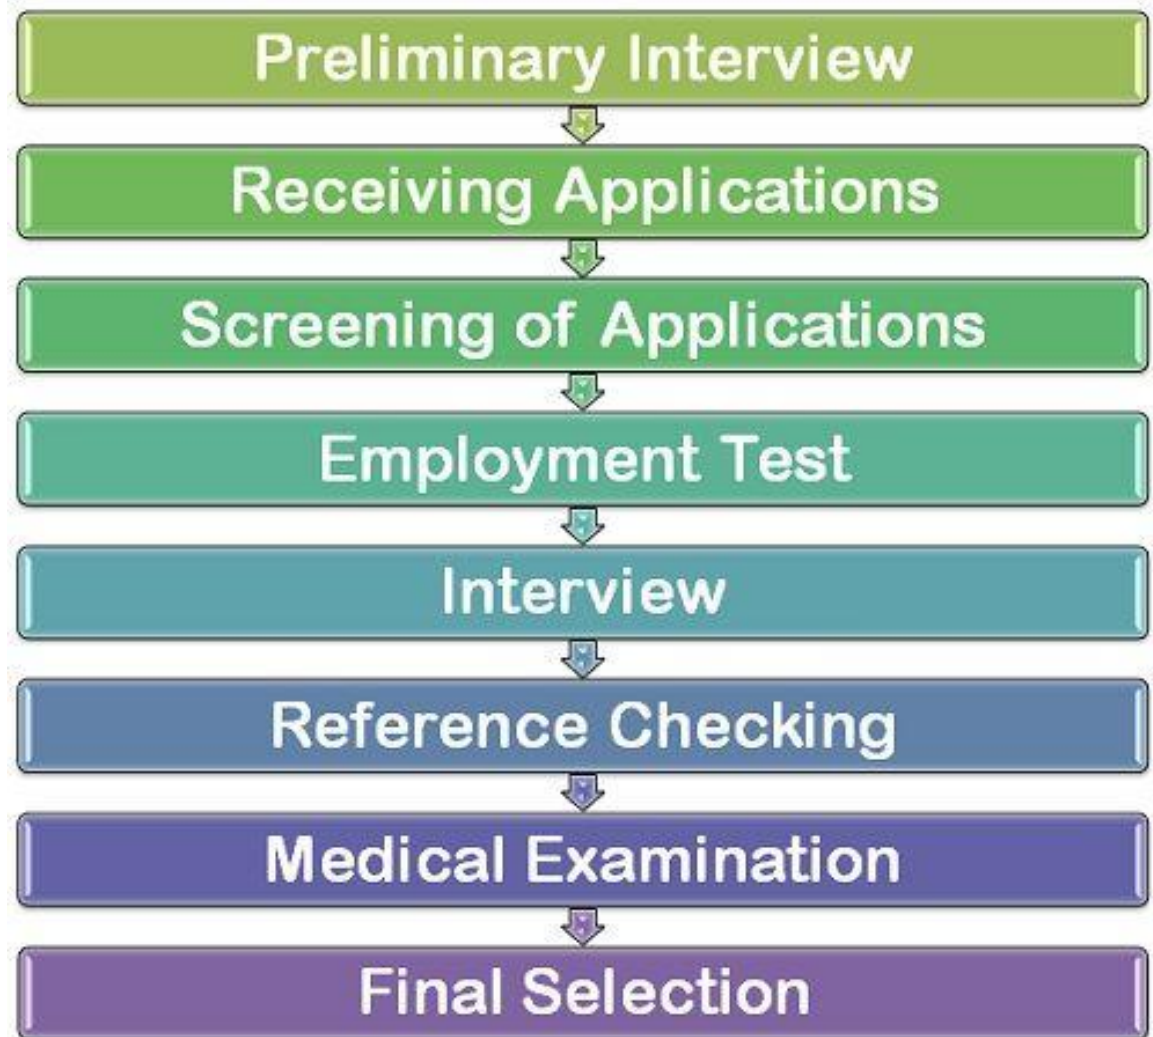 Preliminary Interview
Receiving Applications
Screening of Applications
Employment Test
Interview
Reference Checking
Medical Examination
Final Selection